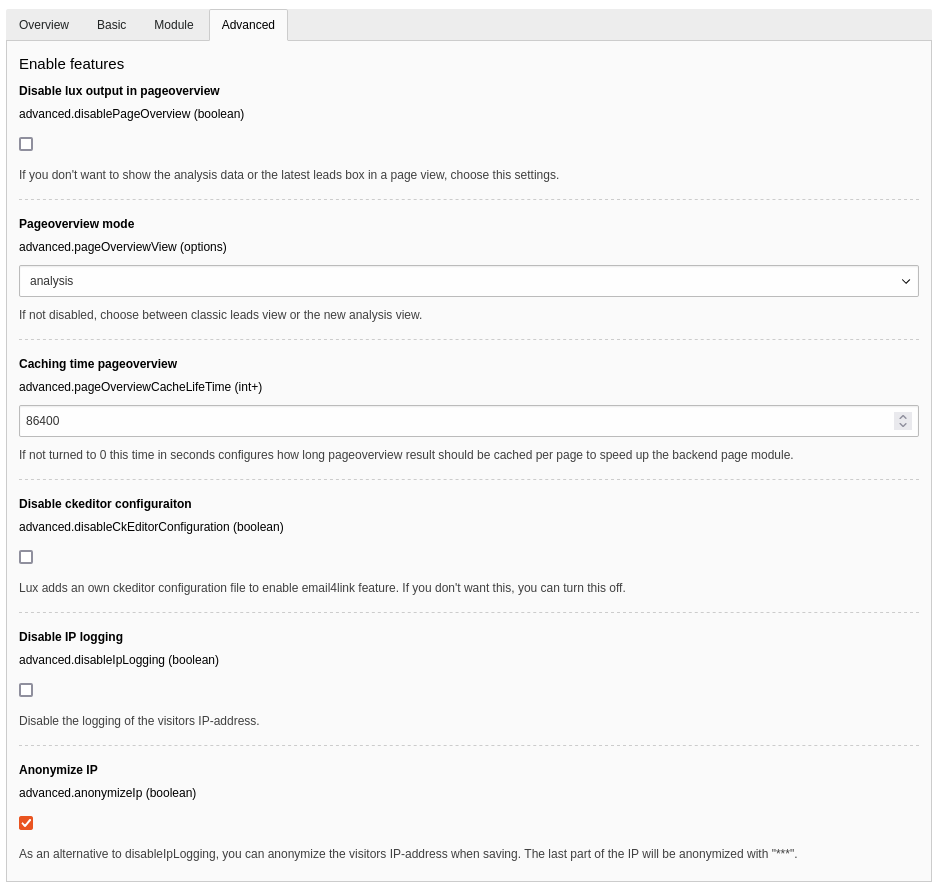 Overview Basic Module Advanced
Enable features
Disable lux output in pageoverview
advanced.disablePageOverview (boolean)
If you don't want to show the analysis data or the latest leads box in a page view, choose this settings.
Pageoverview mode
advanced.pageOverviewView (options)
analysis
If not disabled, choose between classic leads view or the new analysis view.
Caching time pageoverview
advanced.pageOverviewCacheLifeTime (int+)
86400
If not turned to 0 this time in seconds configures how long pageoverview result should be cached per page to speed up the backend page module.
Disable ckeditor configuraiton
advanced.disableCkEditorConfiguration (boolean)
Lux adds an own ckeditor configuration file to enable email4link feature. If you don't want this, you can turn this off.
Disable IP logging
advanced.disableIpLogging (boolean)
Disable the logging of the visitors IP-address.
Anonymize IP
advanced.anonymizeIp (boolean)
As an alternative to disableIpLogging, you can anonymize the visitors IP-address when saving. The last part of the IP will be anonymized with "***".